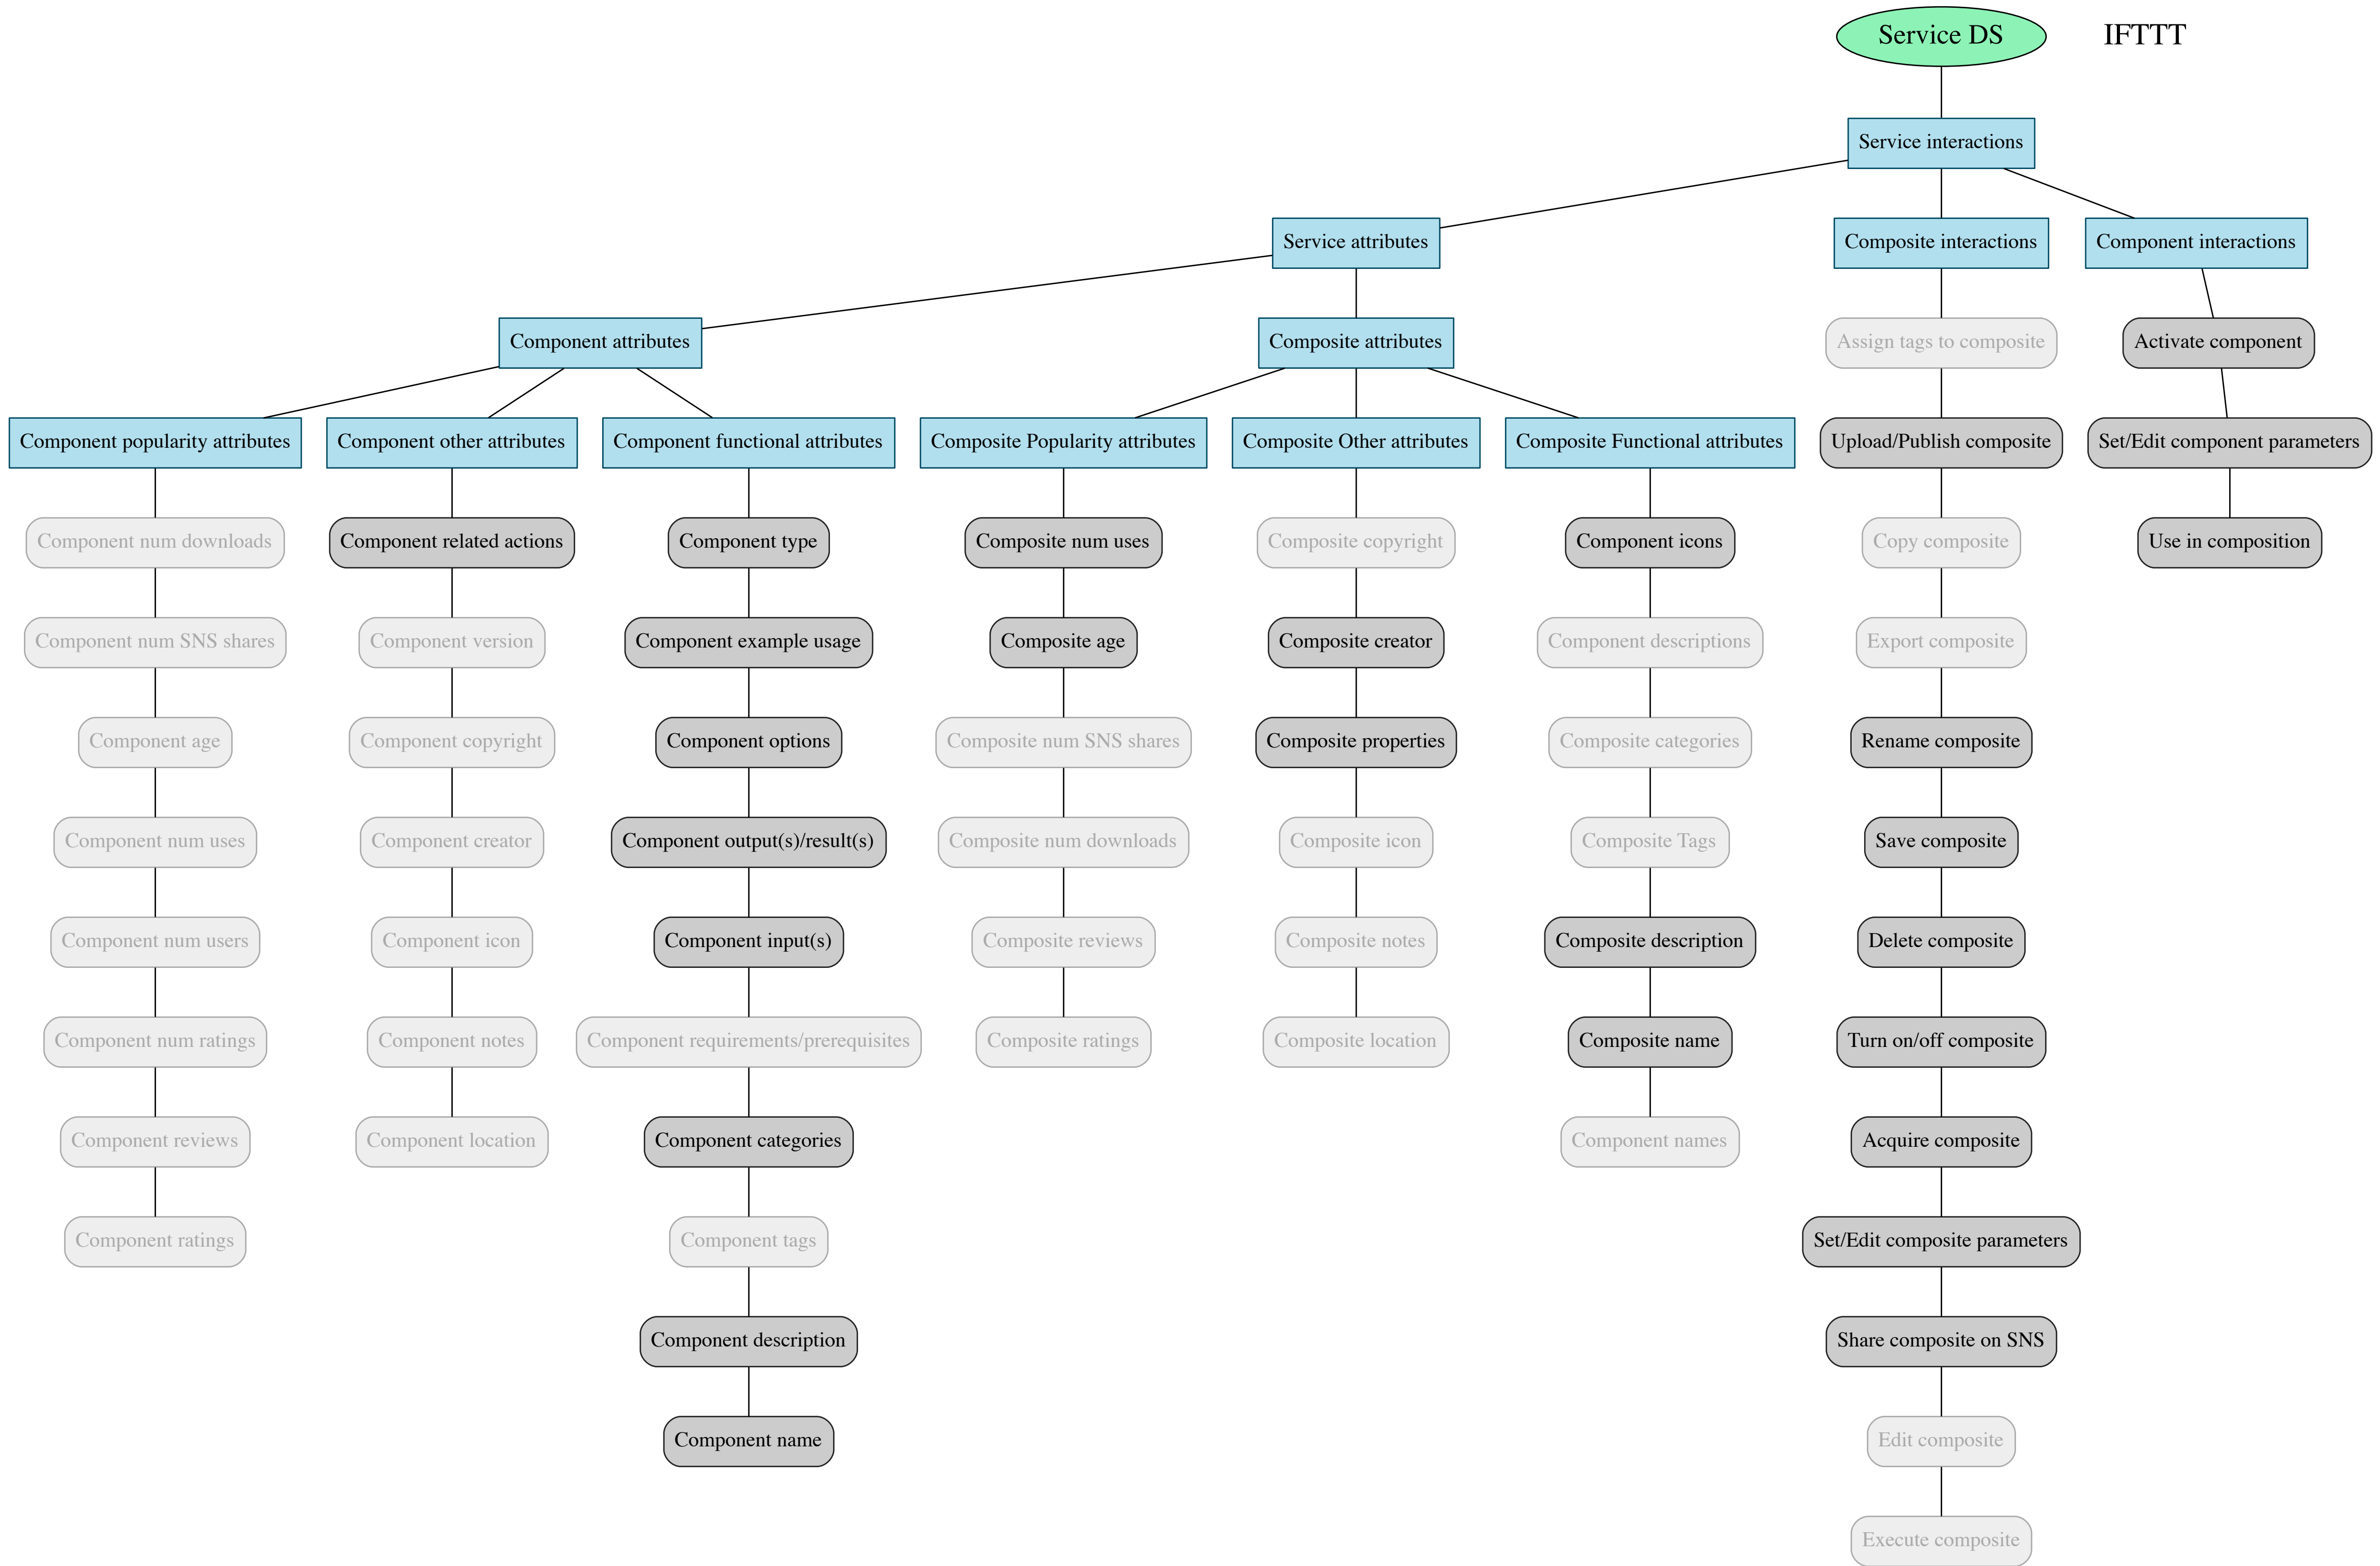 Service DS
IFTTT
Service interactions
Service attributes
Composite interactions
Component interactions
Component attributes
Composite attributes
Assign tags to composite
Activate component
Component popularity attributes
Component other attributes
Component functional attributes
Composite Popularity attributes
Composite Other attributes
Composite Functional attributes
Upload/Publish composite
Set/Edit component parameters
Component num downloads
Component related actions
Component type
Composite num uses
Composite copyright
Component icons
Copy composite
Use in composition
Component num SNS shares
Component version
Component example usage
Composite age
Composite creator
Component descriptions
Export composite
Component age
Component copyright
Component options
Composite num SNS shares
Composite properties
Composite categories
Rename composite
Component num uses
Component creator
Component output(s)/result(s)
Composite num downloads
Composite icon
Composite Tags
Save composite
Component num users
Component icon
Component input(s)
Composite reviews
Composite notes
Composite description
Delete composite
Component num ratings
Component notes
Component requirements/prerequisites
Composite ratings
Composite location
Composite name
Turn on/off composite
Component reviews
Component location
Component categories
Component names
Acquire composite
Component ratings
Component tags
Set/Edit composite parameters
Component description
Share composite on SNS
Component name
Edit composite
Execute composite